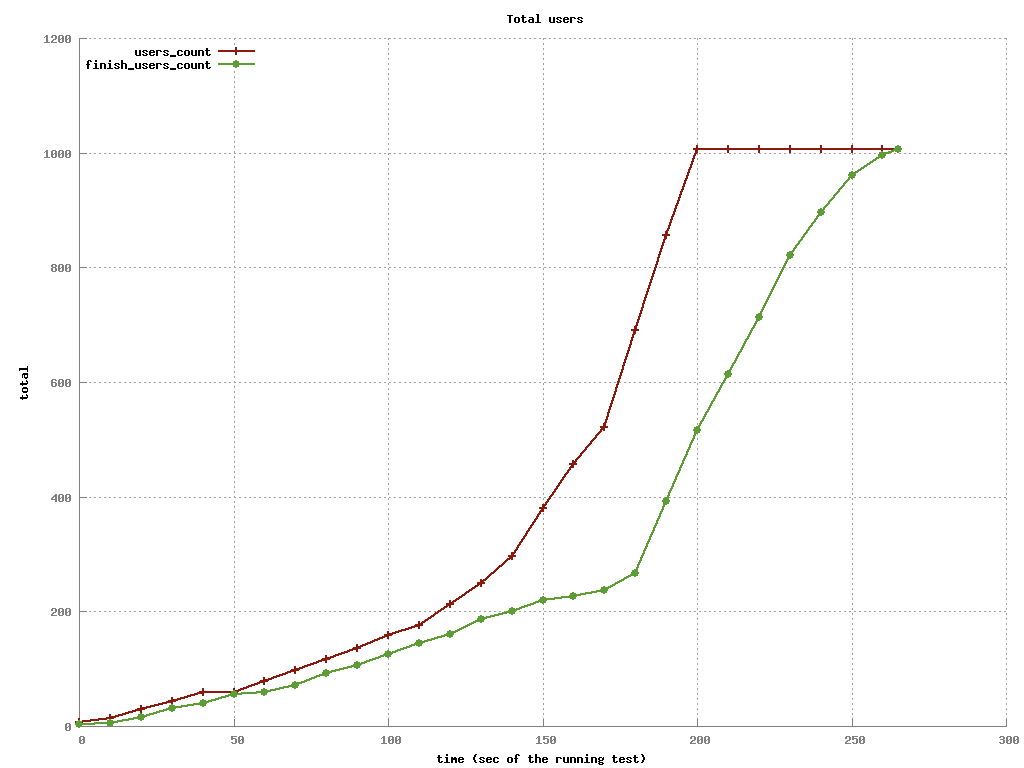 Total users
users_count
finish_users_count
1200
1000
800
600
400
200
0
total
0 50 100 150 200 250 300
time (sec of the running test)